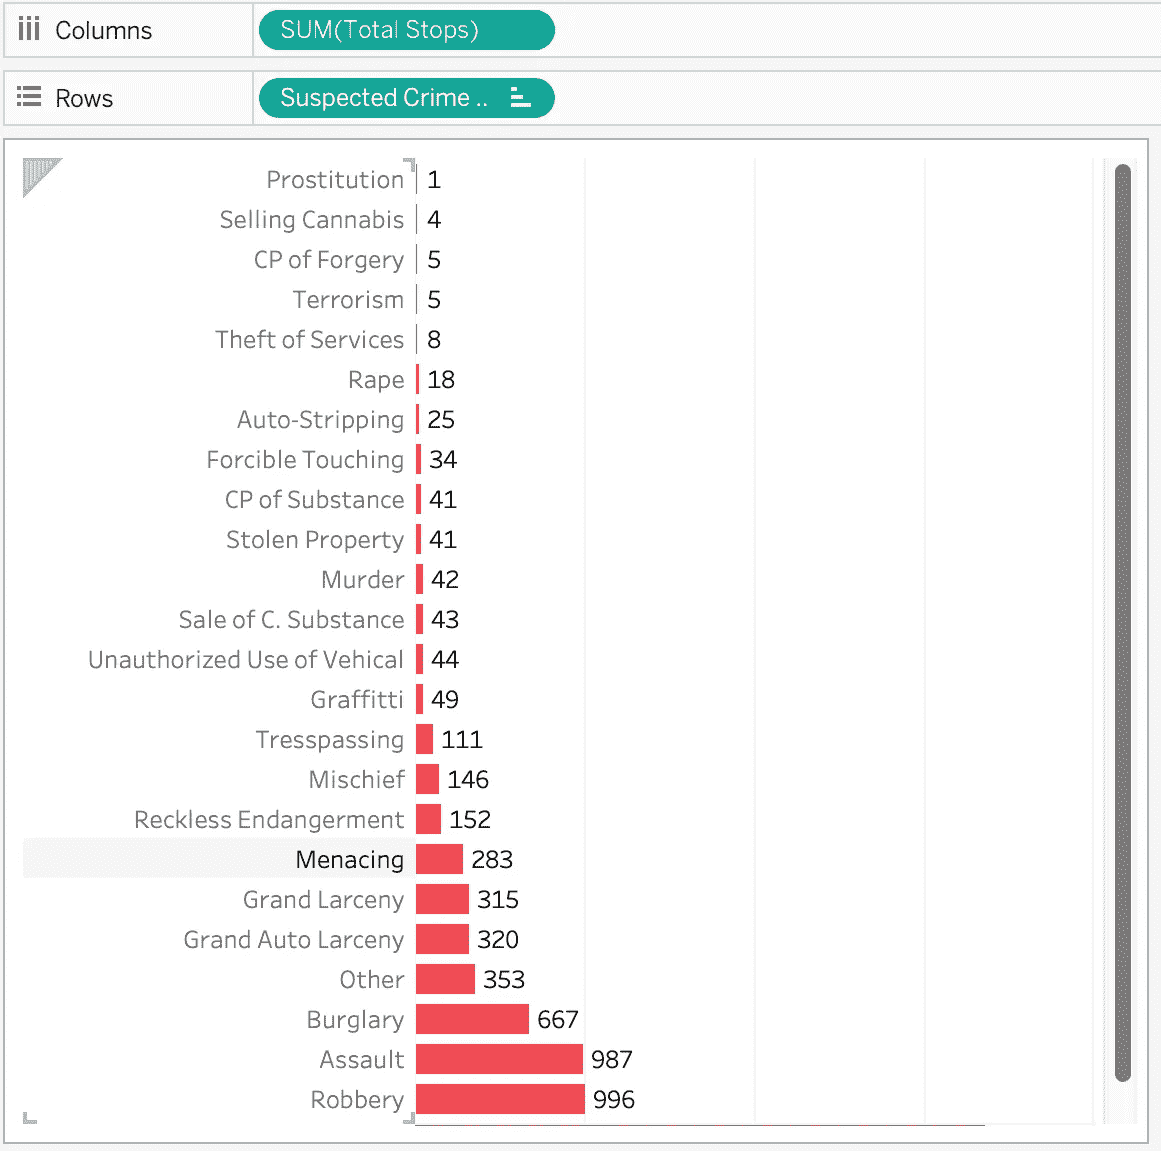 Columns SUM(Total Stops)
Rows Suspected Crime ..
Prostitution 1
Selling Cannabis 4
CP of Forgery 5
Terrorism 5
Theft of Services 8
Rape 18
Auto-Stripping 25
Forcible Touching 34
CP of Substance 41
Stolen Property 41
Murder 42
Sale of C. Substance 43
Unauthorized Use of Vehical 44
Graffitti 49
Tresspassing 111
Mischief 146
Reckless Endangerment 152
Menacing 283
Grand Larceny 315
Grand Auto Larceny 320
Other 353
Burglary 667
Assault 987
Robbery 996